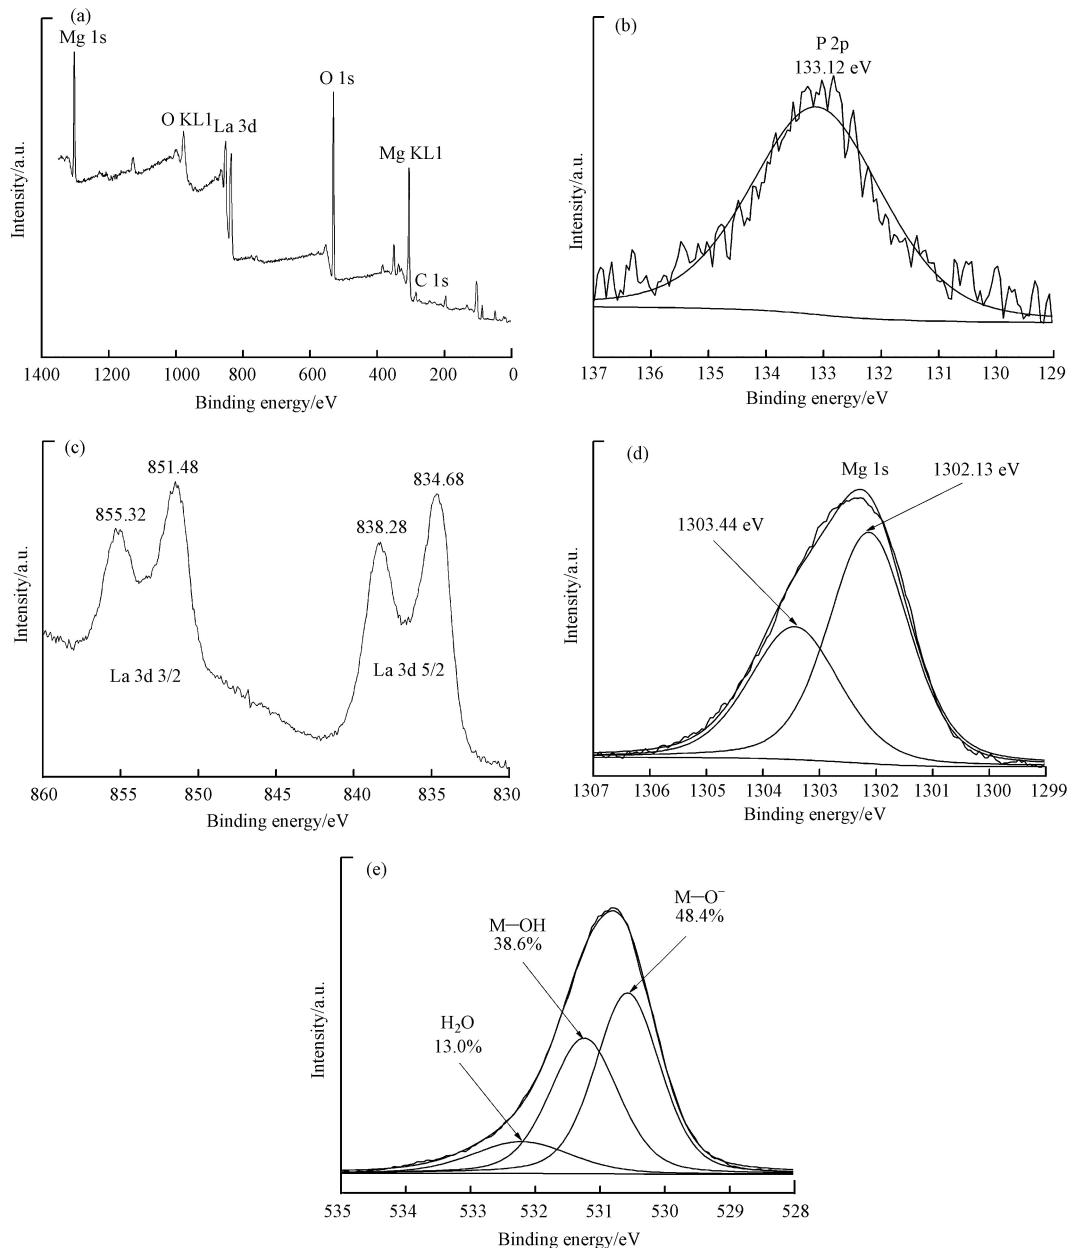 (a)
Mg 1s
O KL1
La 3d
O 1s
Mg KL1
C 1s
Intensity/a.u.
1400 1200 1000 800 600 400 200 0
Binding energy/eV
(b)
P 2p
133.12 eV
Intensity/a.u.
137 136 135 134 133 132 131 130 129
Binding energy/eV
(c)
855.32
851.48
838.28
834.68
La 3d 3/2
La 3d 5/2
Intensity/a.u.
860 855 850 845 840 835 830
Binding energy/eV
(d)
Mg 1s
1302.13 eV
1303.44 eV
Intensity/a.u.
1307 1306 1305 1304 1303 1302 1301 1300 1299
Binding energy/eV
(e)
M—O⁻
48.4%
M—OH
38.6%
H₂O
13.0%
Intensity/a.u.
535 534 533 532 531 530 529 528
Binding energy/eV